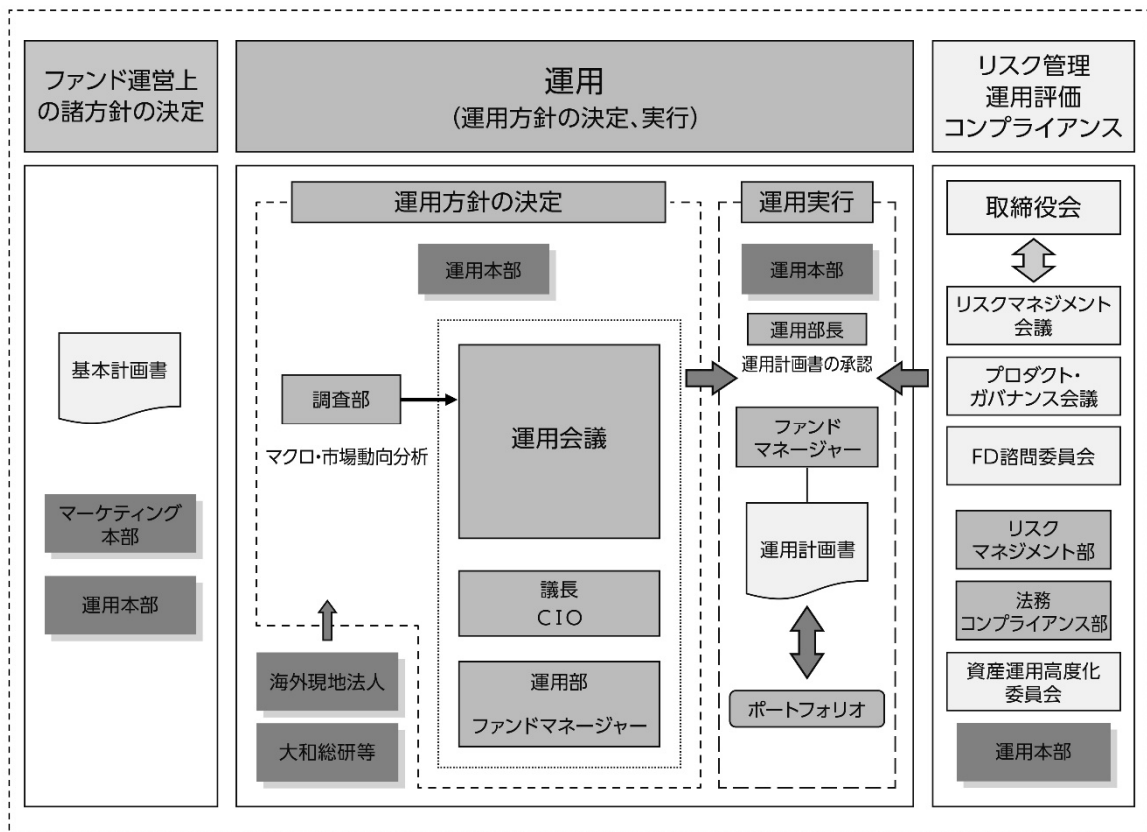 ファンド運営上
の諸方針の決定
運用
(運用方針の決定、実行)
リスク管理
運用評価
コンプライアンス
基本計画書
マーケティング
本部
運用本部
運用方針の決定
運用本部
調査部
マクロ・市場動向分析
運用会議
議長
CIO
運用部
ファンドマネージャー
海外現地法人
大和総研等
運用実行
運用本部
運用部長
運用計画書の承認
ファンド
マネージャー
運用計画書
ポートフォリオ
取締役会
リスクマネジメント
会議
プロダクト・
ガバナンス会議
FD諮問委員会
リスク
マネジメント部
法務
コンプライアンス部
資産運用高度化
委員会
運用本部